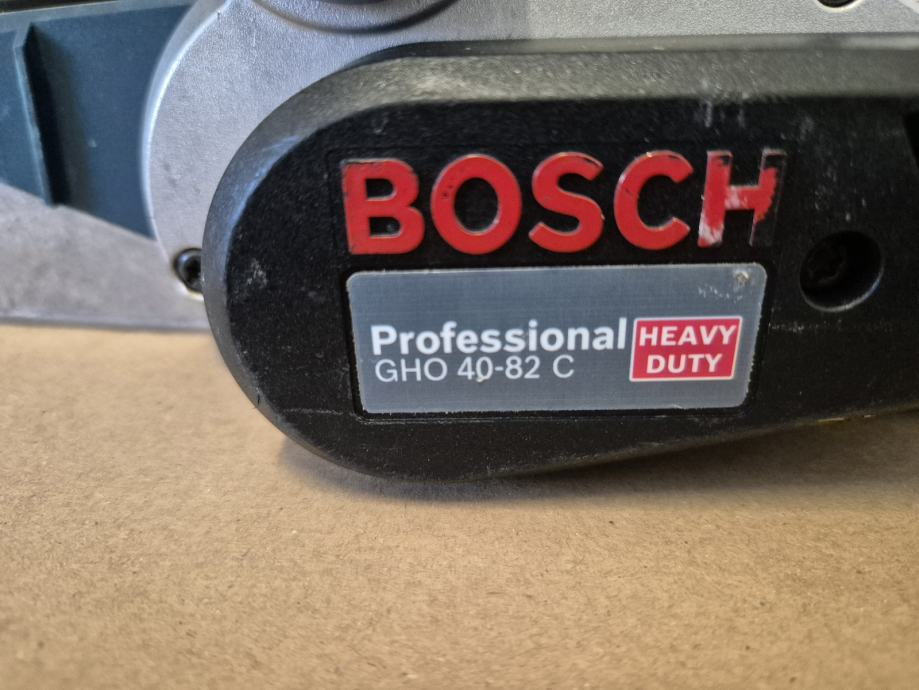 BOSCH
Professional
GHO 40-82 C
HEAVY
DUTY